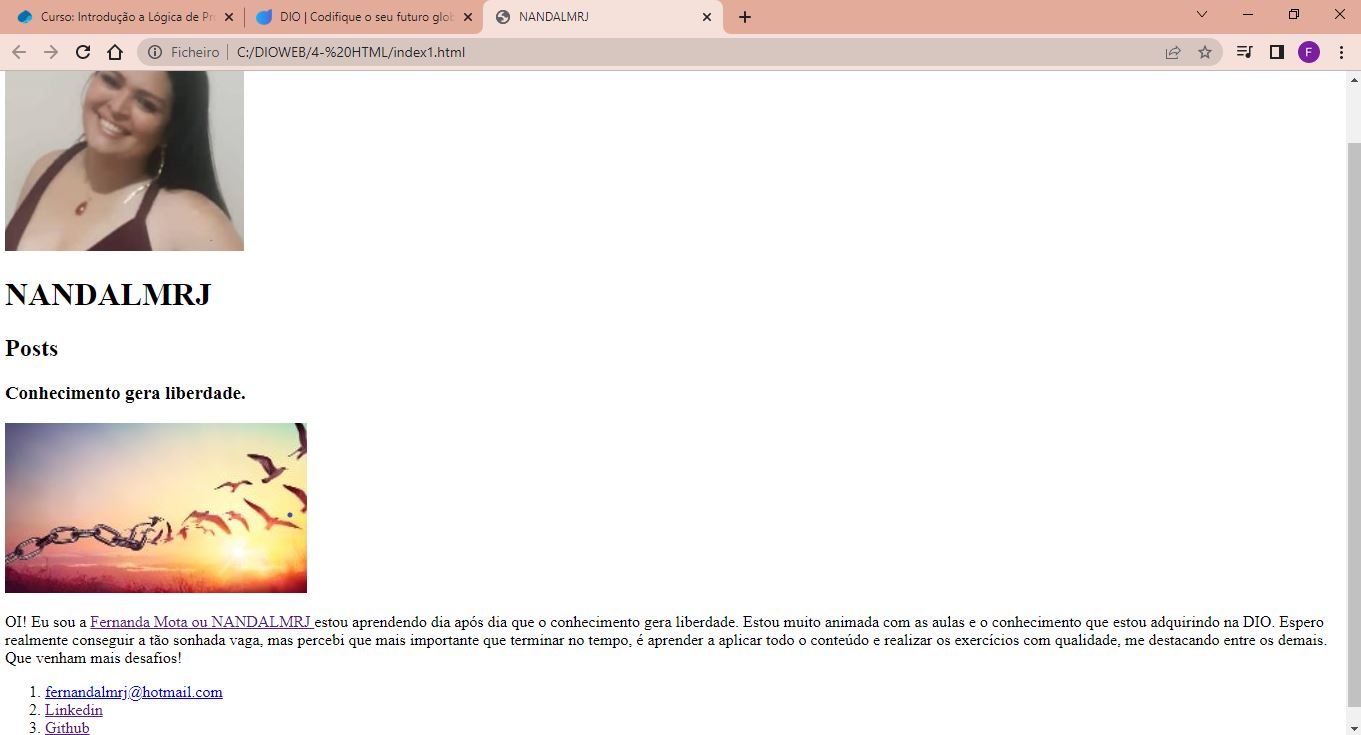 Curso: Introdução a Lógica de Pr
DIO | Codifique o seu futuro glob
NANDALMRJ
Ficheiro
C:/DIOWEB/4-%20HTML/index1.html
F
NANDALMRJ
Posts
Conhecimento gera liberdade.
OI! Eu sou a Fernanda Mota ou NANDALMRJ estou aprendendo dia após dia que o conhecimento gera liberdade. Estou muito animada com as aulas e o conhecimento que estou adquirindo na DIO. Espero
realmente conseguir a tão sonhada vaga, mas percebi que mais importante que terminar no tempo, é aprender a aplicar todo o conteúdo e realizar os exercícios com qualidade, me destacando entre os demais.
Que venham mais desafios!
1. fernandalmrj@hotmail.com
2. Linkedin
3. Github